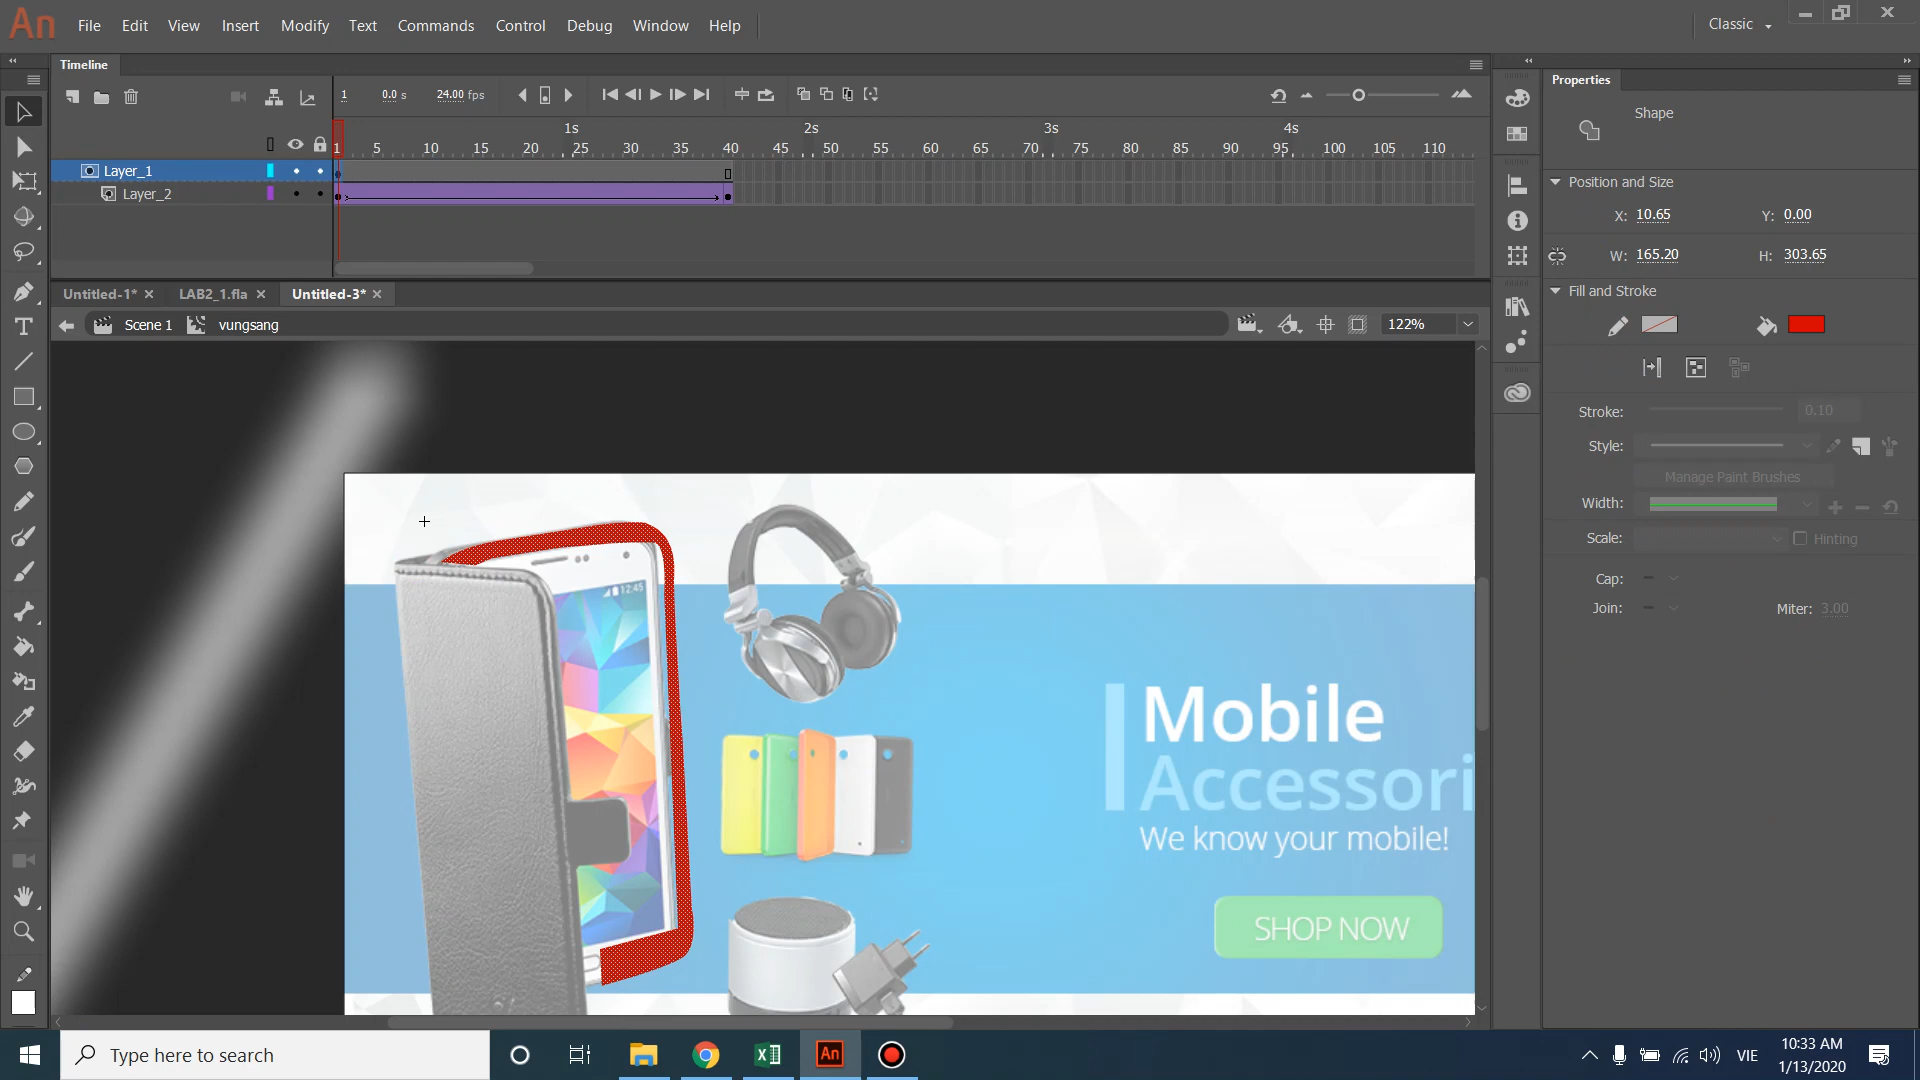 An File Edit View Insert Modify Text Commands Control Debug Window Help
Classic
Timeline
1 0.0 s 24.00 fps
1s 2s 3s 4s
1 5 10 15 20 25 30 35 40 45 50 55 60 65 70 75 80 85 90 95 100 105 110
Layer_1
Layer_2
Untitled-1* LAB2_1.fla Untitled-3*
Scene 1 vungsang 122%
12:45
Mobile
Accessori
We know your mobile!
SHOP NOW
Properties
Shape
Position and Size
X: 10.65 Y: 0.00
W: 165.20 H: 303.65
Fill and Stroke
Stroke: 0.10
Style:
Manage Paint Brushes
Width:
Scale: Hinting
Cap:
Join: Miter: 3.00
Type here to search
An
VIE
10:33 AM
1/13/2020